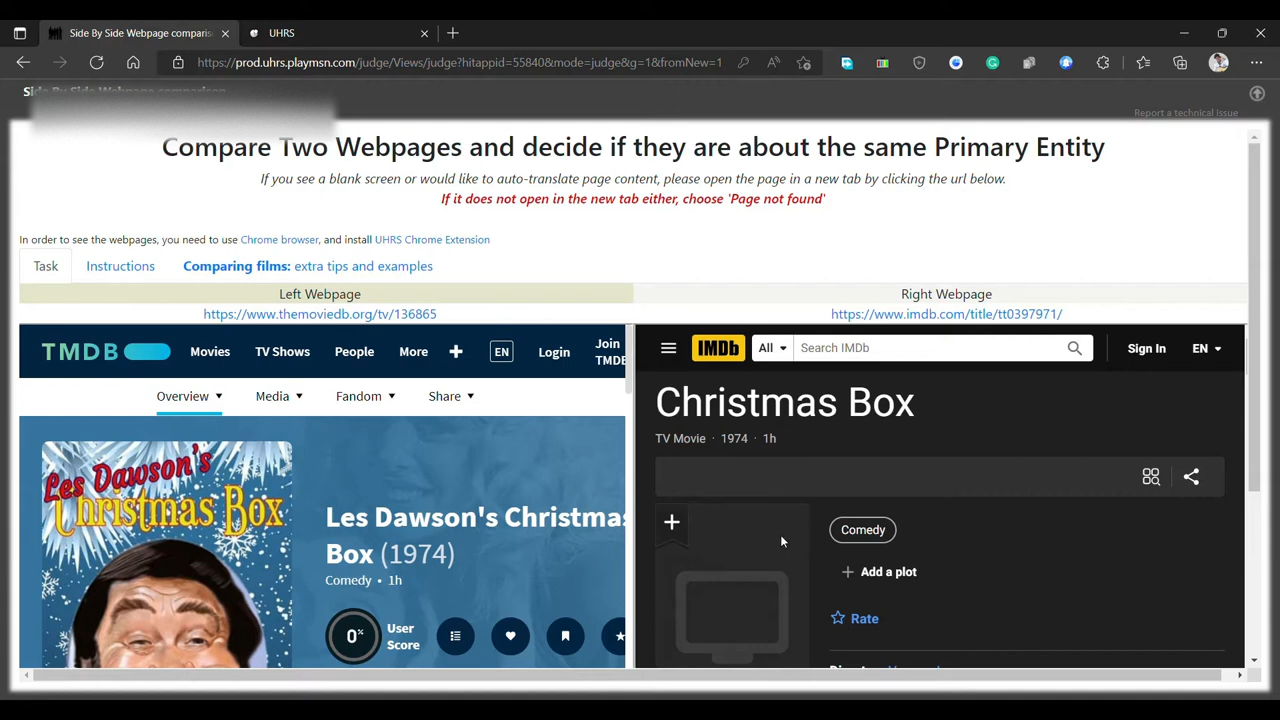 Side By Side Webpage comparis
UHRS
https://prod.uhrs.playmsn.com/judge/Views/judge?hitappid=55840&mode=judge&g=1&fromNew=1
Side By Side Webpage comparison
Report a technical issue
Compare Two Webpages and decide if they are about the same Primary Entity
If you see a blank screen or would like to auto-translate page content, please open the page in a new tab by clicking the url below.
If it does not open in the new tab either, choose 'Page not found'
In order to see the webpages, you need to use Chrome browser, and install UHRS Chrome Extension
Task Instructions Comparing films: extra tips and examples
Left Webpage Right Webpage
https://www.themoviedb.org/tv/136865 https://www.imdb.com/title/tt0397971/
TMDB Movies TV Shows People More EN Login Join TMDB
IMDb All Search IMDb Sign In EN
Overview Media Fandom Share
Christmas Box
TV Movie · 1974 · 1h
Les Dawson's
Christmas Box
Les Dawson's Christmas
Box (1974)
Comedy • 1h
0% User
Score
Comedy
Add a plot
Rate